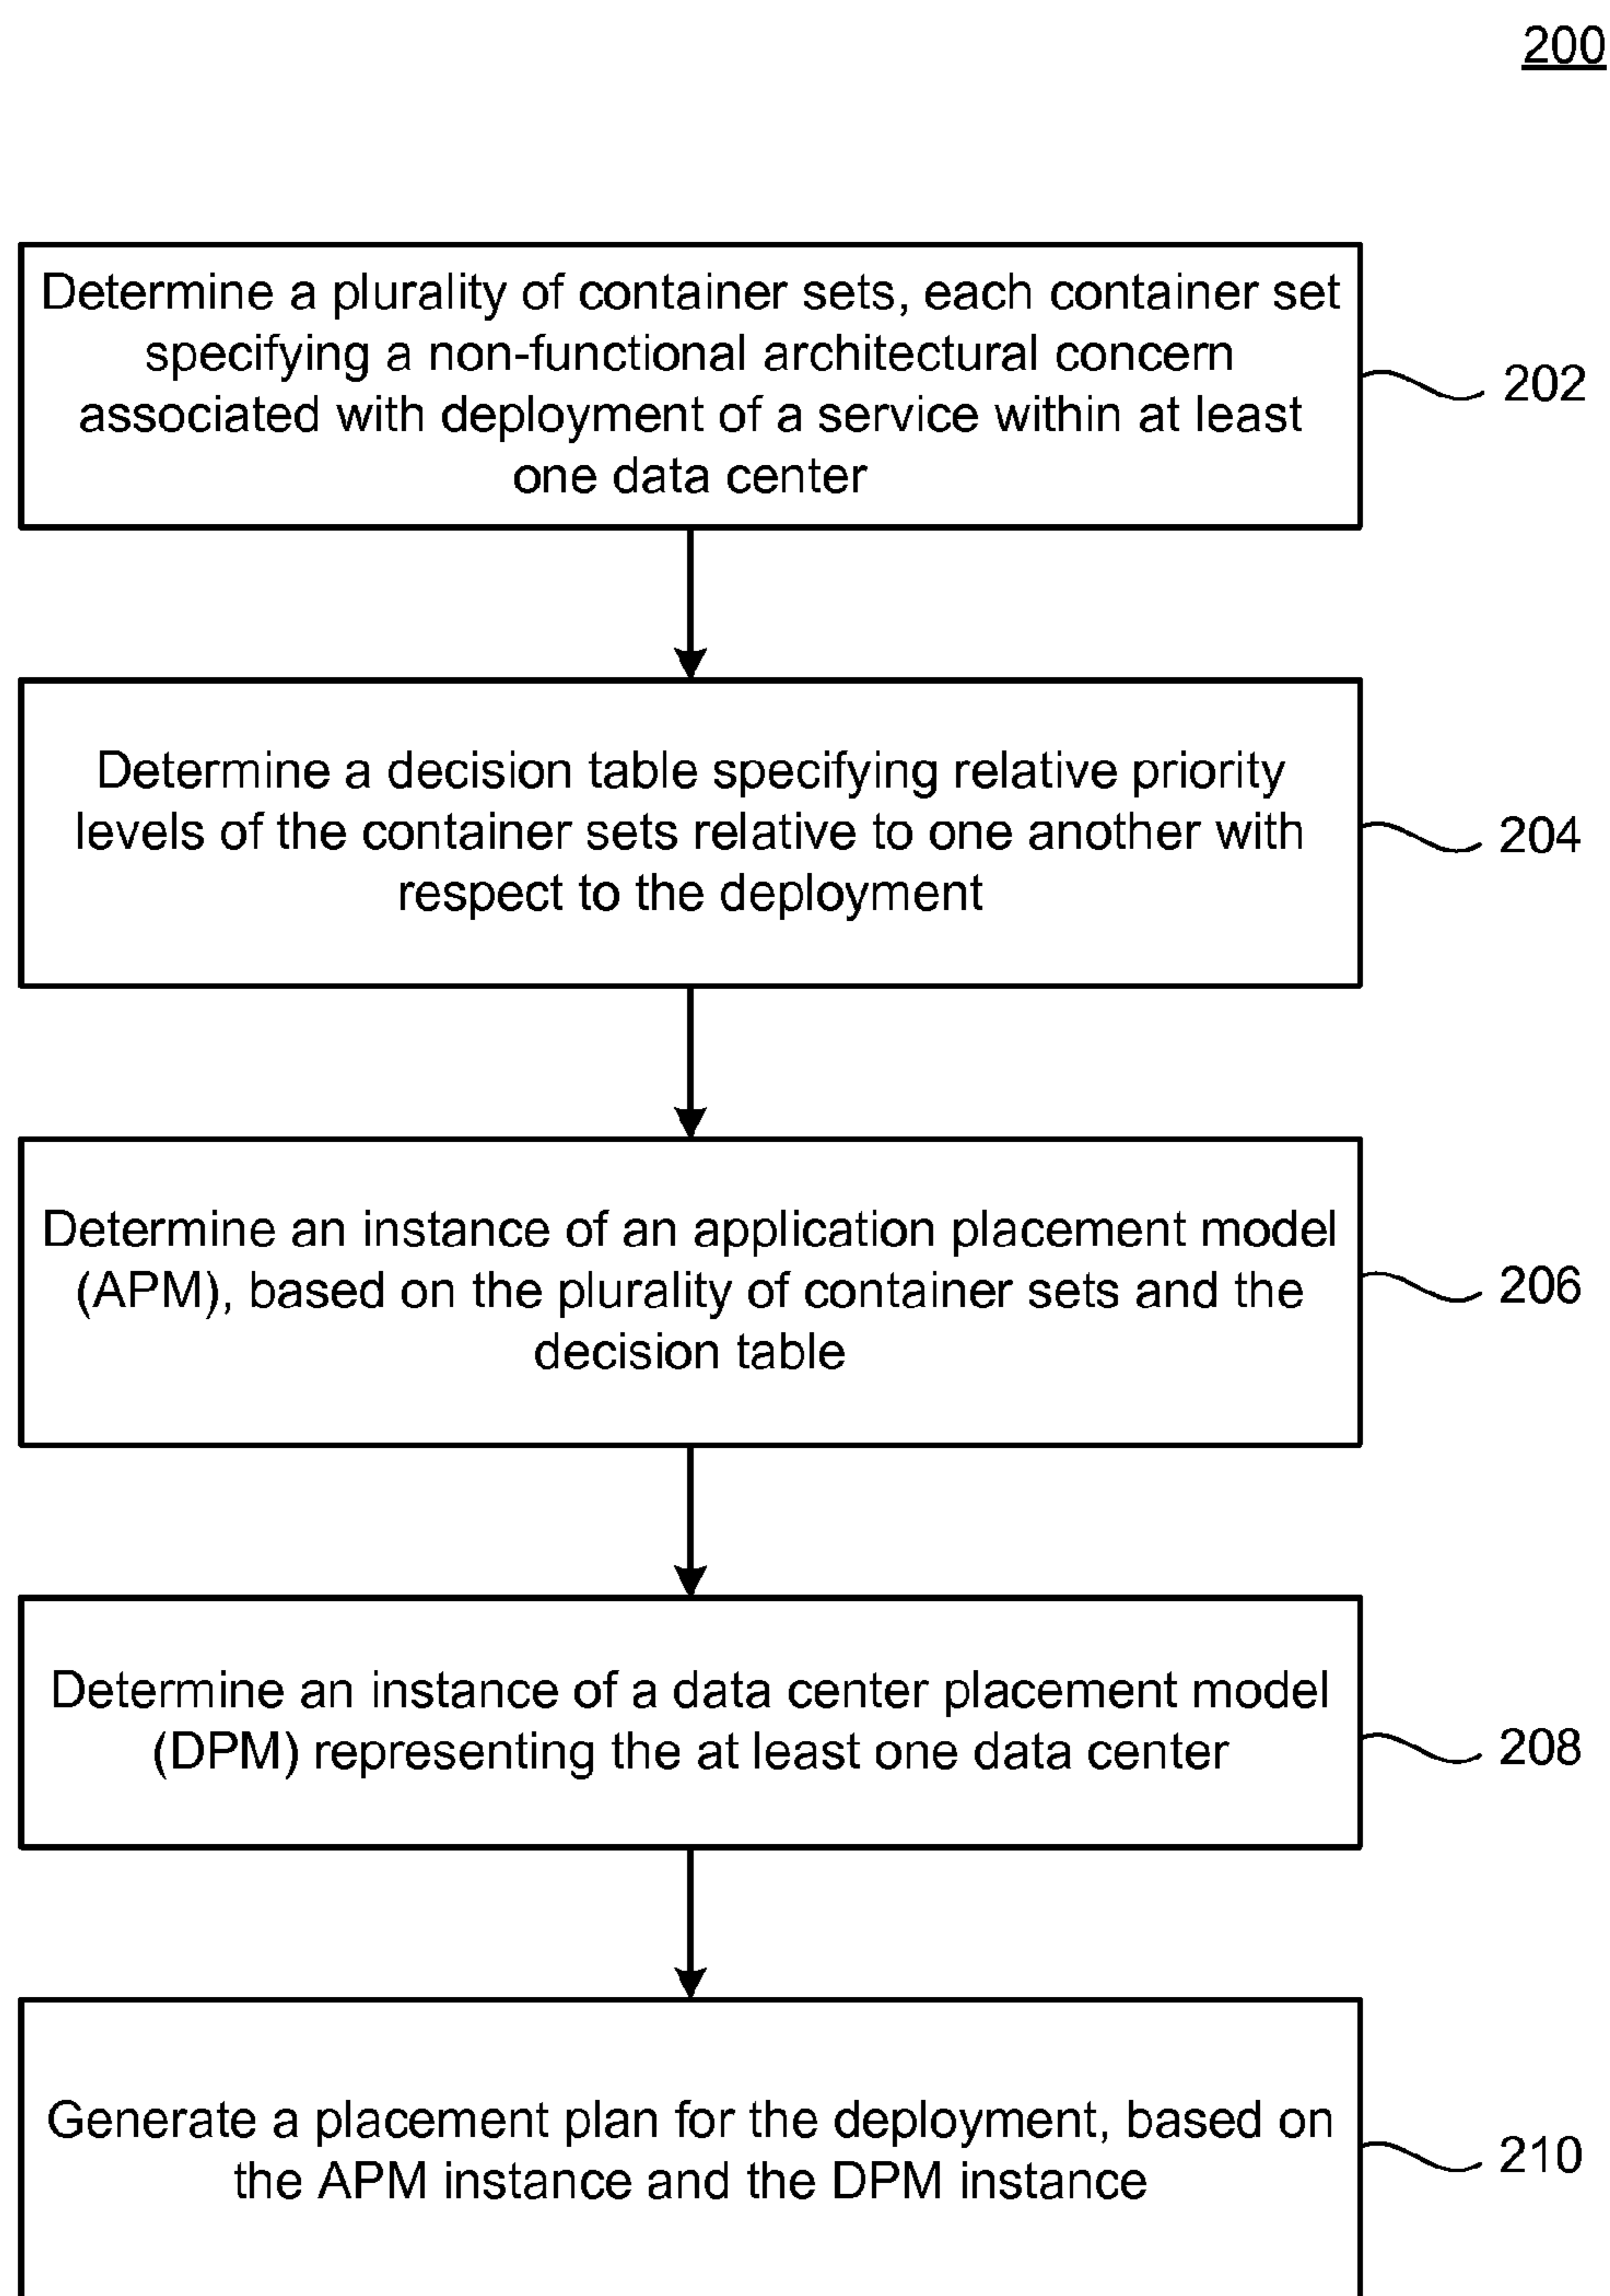 200
Determine a plurality of container sets, each container set
specifying a non-functional architectural concern
associated with deployment of a service within at least
one data center
202
Determine a decision table specifying relative priority
levels of the container sets relative to one another with
respect to the deployment
204
Determine an instance of an application placement model
(APM), based on the plurality of container sets and the
decision table
206
Determine an instance of a data center placement model
(DPM) representing the at least one data center
208
Generate a placement plan for the deployment, based on
the APM instance and the DPM instance
210